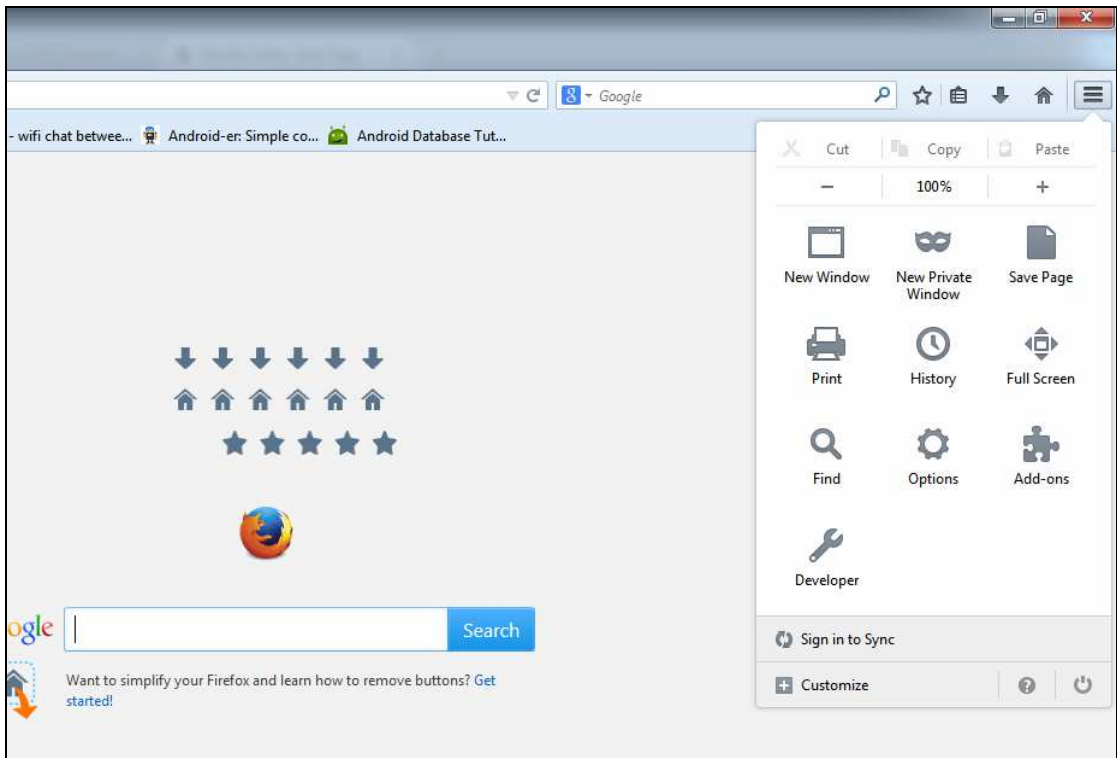 Google
- wifi chat betwee... Android-er: Simple co... Android Database Tut...
Cut Copy Paste
− 100% +
New Window New Private Window Save Page
Print History Full Screen
Find Options Add-ons
Developer
ogle Search
Sign in to Sync
Want to simplify your Firefox and learn how to remove buttons? Get
started!
Customize